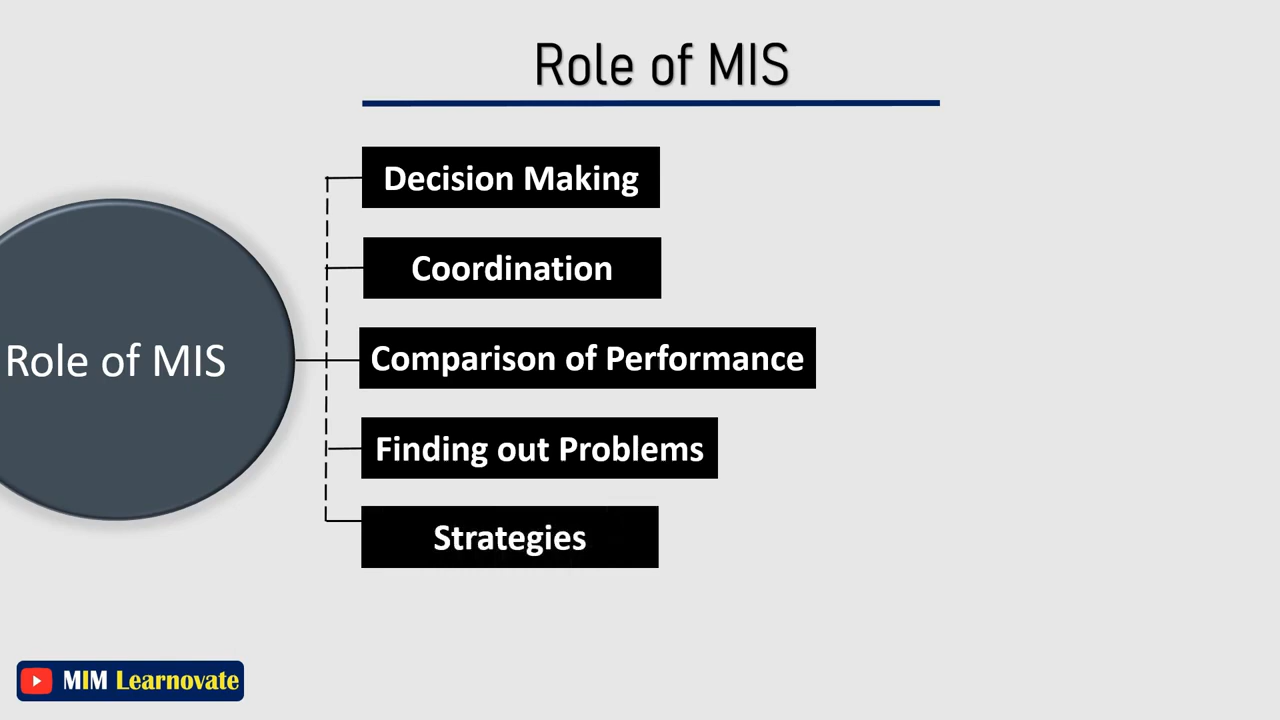 Role of MIS
Decision Making
Coordination
Role of MIS
Comparison of Performance
Finding out Problems
Strategies
MIM Learnovate